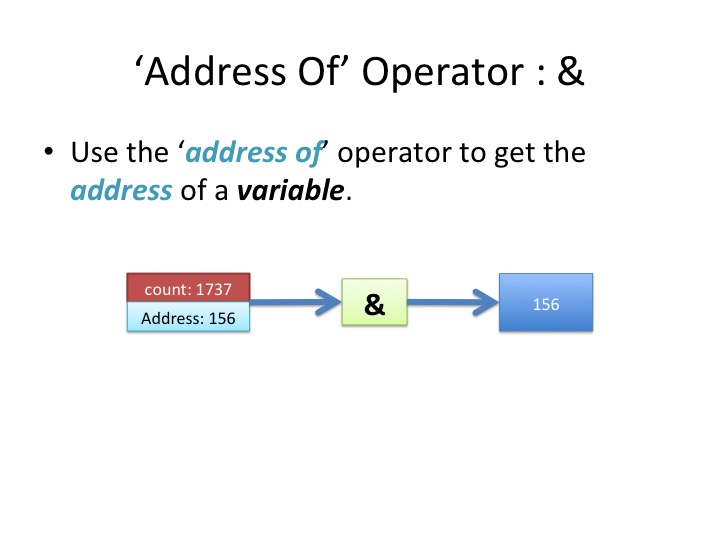 ‘Address Of’ Operator : &
• Use the ‘address of’ operator to get the
address of a variable.
count: 1737
Address: 156
&
156